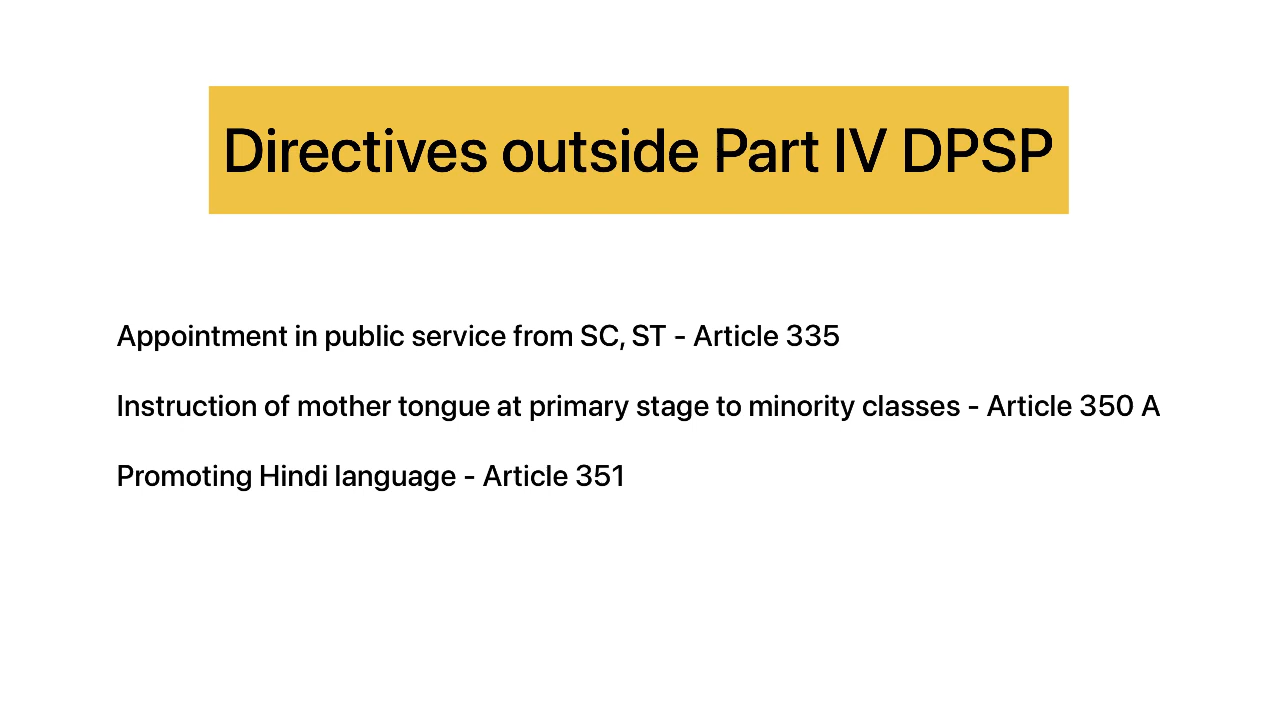 Directives outside Part IV DPSP
Appointment in public service from SC, ST - Article 335
Instruction of mother tongue at primary stage to minority classes - Article 350 A
Promoting Hindi language - Article 351